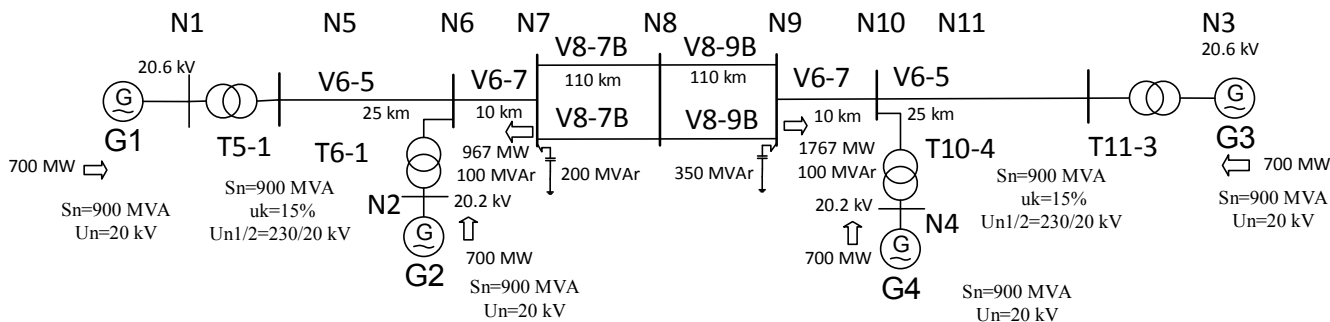 N1 N5 N6 N7 N8 N9 N10 N11 N3
20.6 kV
V6-5
V6-7
V8-7B
V8-9B
V6-7
V6-5
20.6 kV
G
110 km
110 km
G
25 km
10 km
V8-7B
V8-9B
10 km
25 km
G1
T5-1
T6-1
T10-4
T11-3
G3
700 MW
967 MW
100 MVAr
200 MVAr
350 MVAr
1767 MW
100 MVAr
700 MW
Sn=900 MVA
Un=20 kV
Sn=900 MVA
uk=15%
Un1/2=230/20 kV
N2
20.2 kV
G
G2
700 MW
Sn=900 MVA
Un=20 kV
20.2 kV
N4
700 MW
G
G4
Sn=900 MVA
uk=15%
Un1/2=230/20 kV
Sn=900 MVA
Un=20 kV
Sn=900 MVA
Un=20 kV